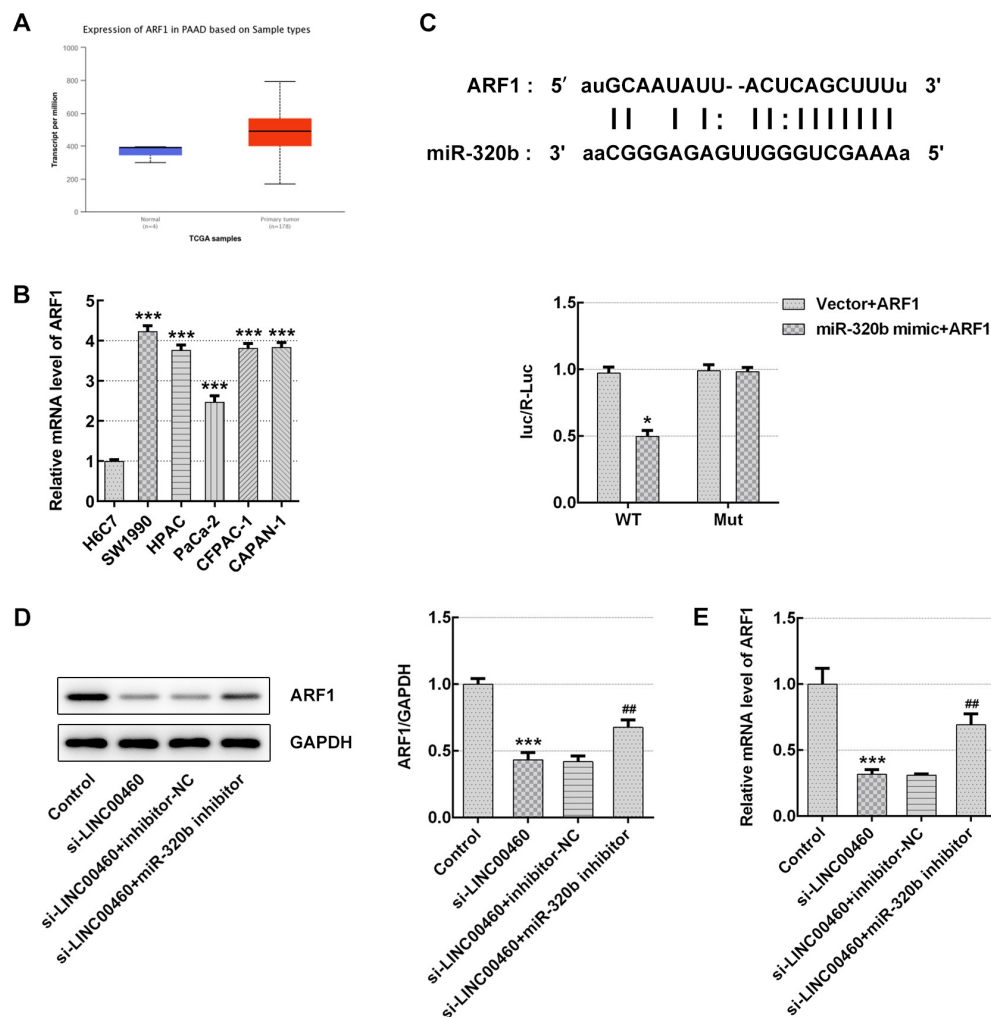 A
Expression of ARF1 in PAAD based on Sample types
Transcript per million
1000
800
600
400
200
0
Normal
(n=4)
Primary tumor
(n=178)
TCGA samples
C
ARF1 : 5′ auGCAAUAUU- -ACUCAGCUUUu 3'
miR-320b : 3' aaCGGGAGAGUUGGGUCGAAAa 5'
B
Relative mRNA level of ARF1
5
4
3
2
1
0
***
***
***
***
***
H6C7
SW1990
HPAC
PaCa-2
CFPAC-1
CAPAN-1
luc/R-Luc
1.5
1.0
0.5
0.0
*
WT
Mut
Vector+ARF1
miR-320b mimic+ARF1
D
ARF1
GAPDH
Control
si-LINC00460
si-LINC00460+inhibitor-NC
si-LINC00460+miR-320b inhibitor
ARF1/GAPDH
1.5
1.0
0.5
0.0
***
##
Control
si-LINC00460
si-LINC00460+inhibitor-NC
si-LINC00460+miR-320b inhibitor
E
Relative mRNA level of ARF1
1.5
1.0
0.5
0.0
***
##
Control
si-LINC00460
si-LINC00460+inhibitor-NC
si-LINC00460+miR-320b inhibitor